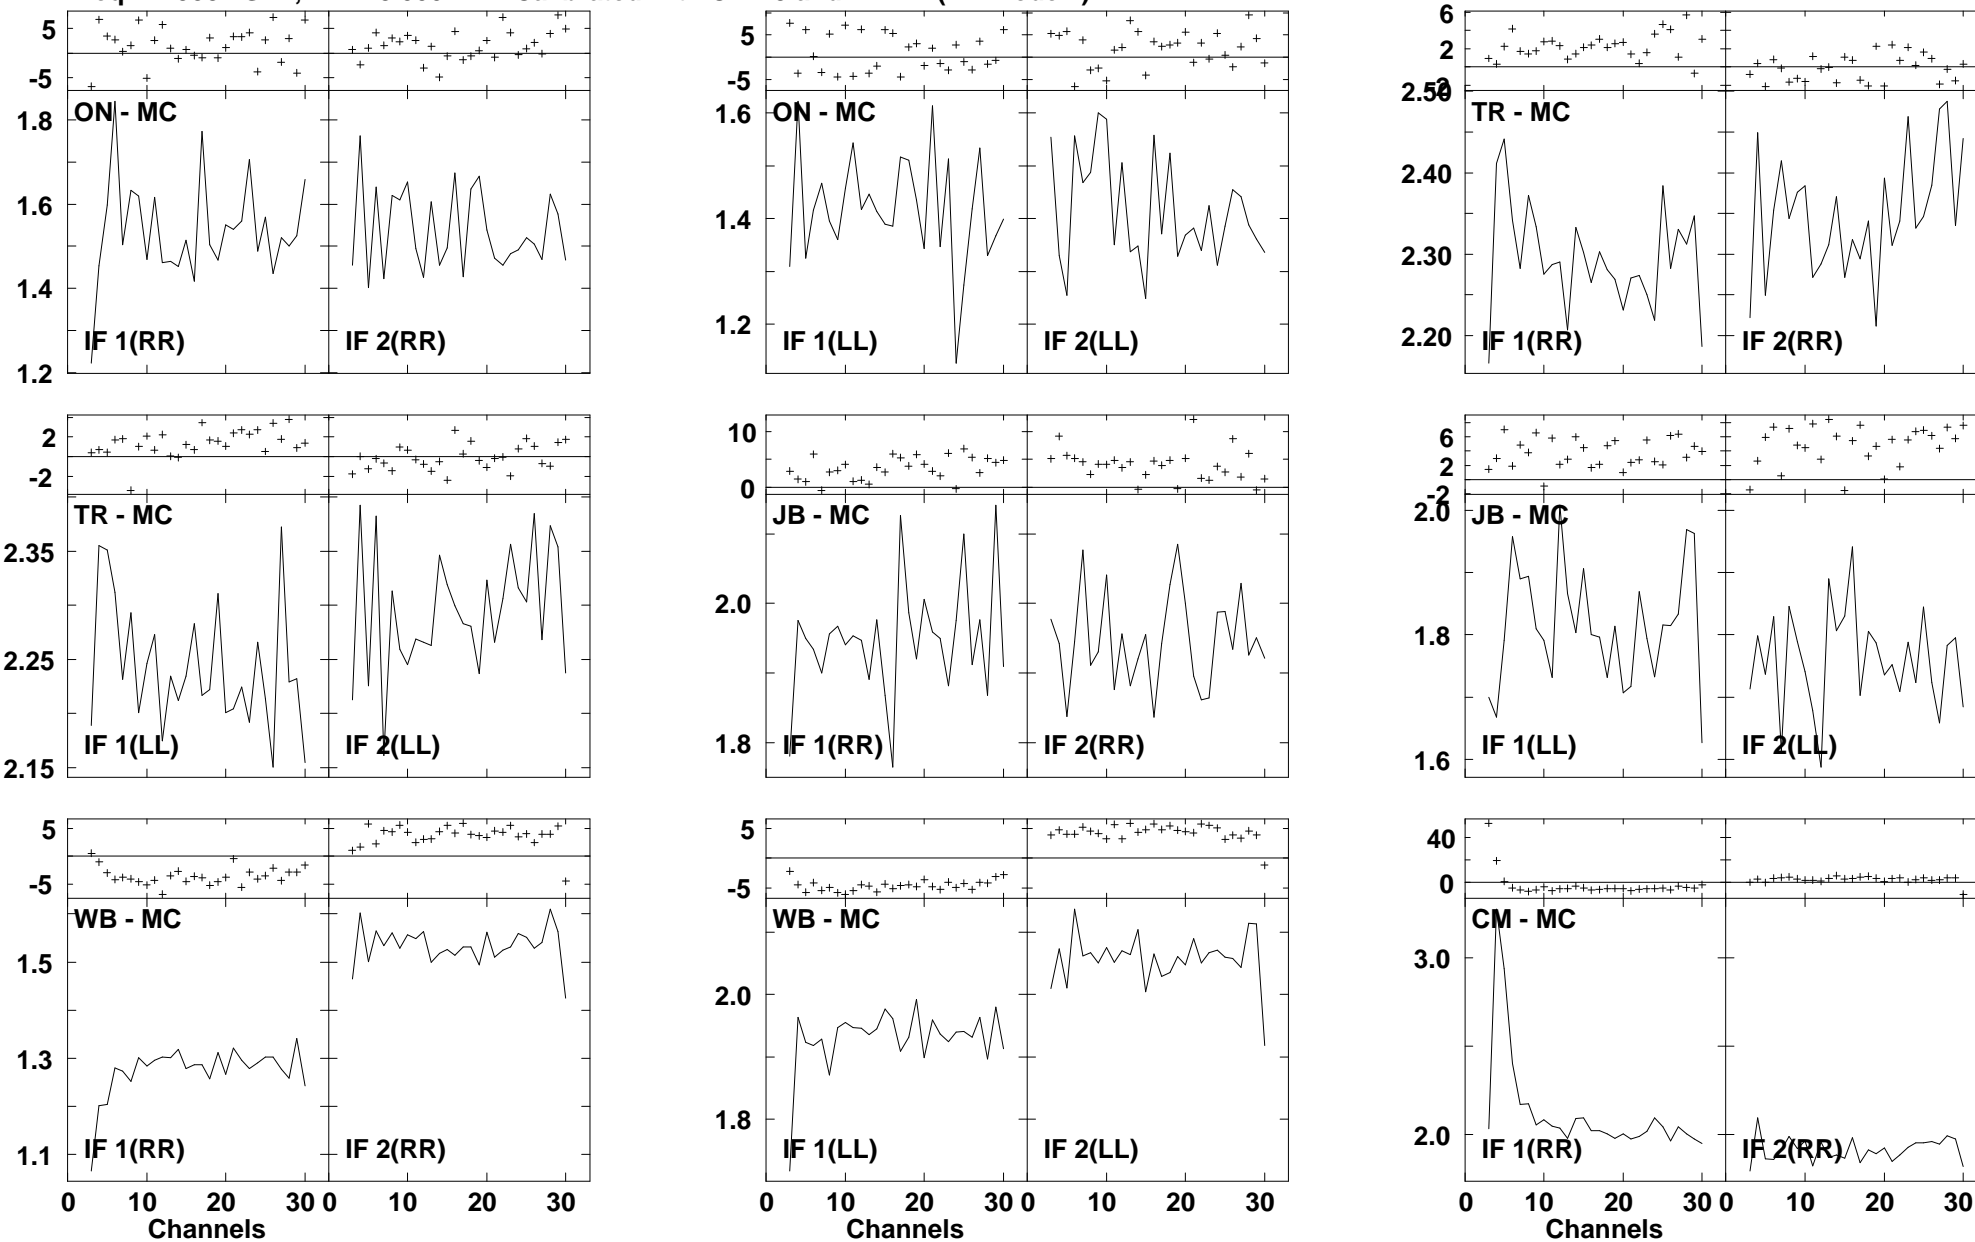 5 5 6
-5 -5 2
-2
2.50
1.8 ON - MC 1.6 ON - MC TR - MC
1.6 1.4 2.40
1.4 1.2 2.30
1.2 2.20
IF 1(RR) IF 2(RR) IF 1(LL) IF 2(LL) IF 1(RR) IF 2(RR)
2 10 6
-2 0 2
-2
2.0
TR - MC JB - MC JB - MC
2.35 2.0 1.8
2.25 1.8 1.6
2.15
IF 1(LL) IF 2(LL) IF 1(RR) IF 2(RR) IF 1(LL) IF 2(LL)
5 5 40
-5 -5 0
WB - MC WB - MC CM - MC
1.5 2.0 3.0
1.3 1.8 2.0
1.1
IF 1(RR) IF 2(RR) IF 1(LL) IF 2(LL) IF 1(RR) IF 2(RR)
0 10 20 30 0 10 20 30 0 10 20 30 0 10 20 30 0 10 20 30 0 10 20 30
Channels Channels Channels